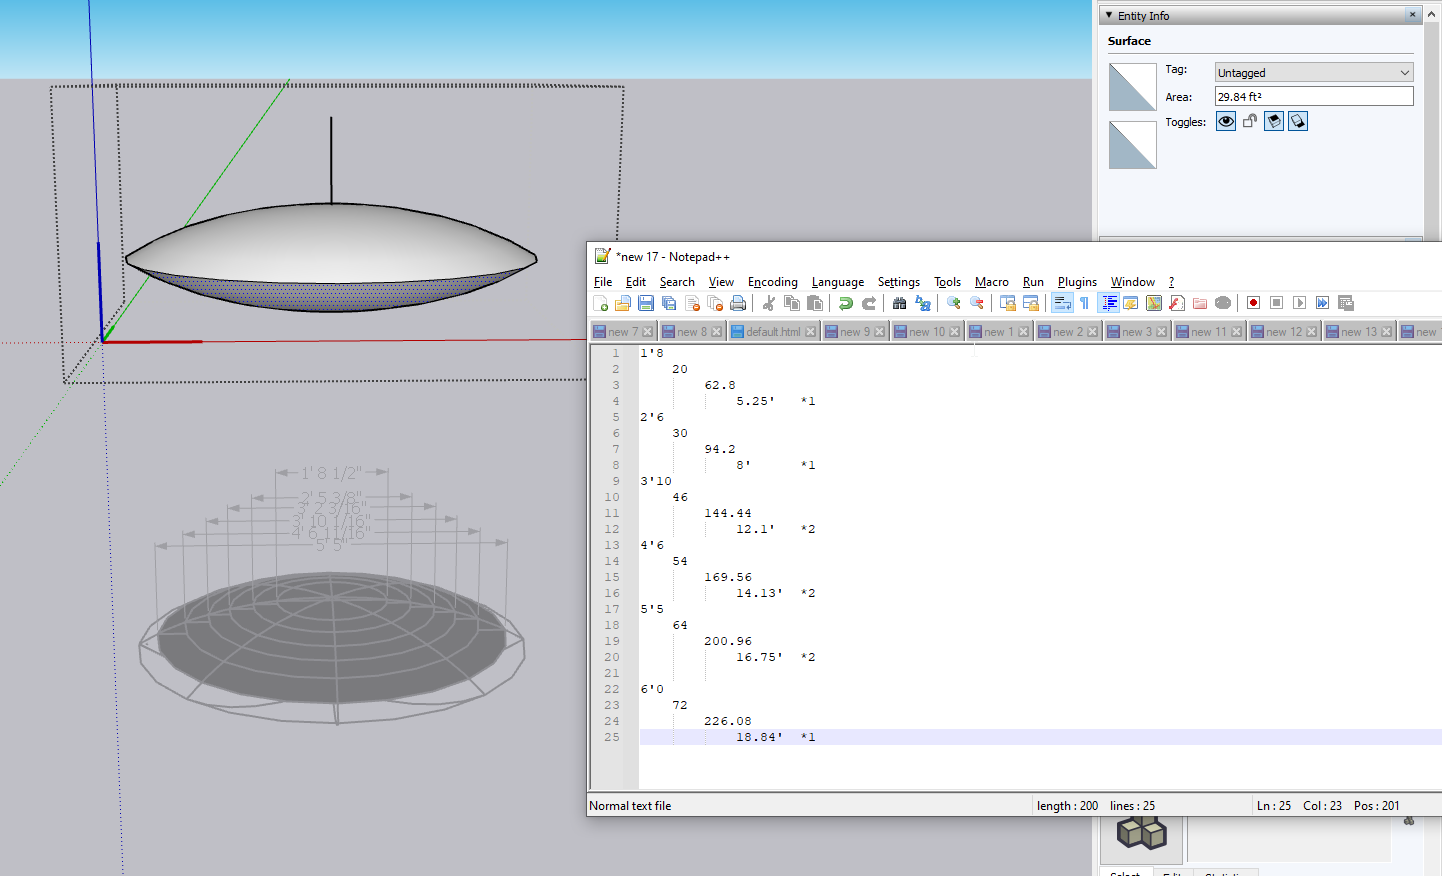 Entity Info
Surface
Tag: Untagged
Area: 29.84 ft²
Toggles:
*new 17 - Notepad++
File Edit Search View Encoding Language Settings Tools Macro Run Plugins Window ?
new 7 new 8 default.html new 9 new 10 new 1 new 2 new 3 new 11 new 12 new 13 new
1 1'8
2 20
3 62.8
4 5.25' *1
5 2'6
6 30
7 94.2
8 8' *1
9 3'10
10 46
11 144.44
12 12.1' *2
13 4'6
14 54
15 169.56
16 14.13' *2
17 5'5
18 64
19 200.96
20 16.75' *2
21
22 6'0
23 72
24 226.08
25 18.84' *1
1' 8 1/2"
2' 5 3/8"
3' 2 3/16"
3' 10 1/16"
4' 6 1/16"
5' 5"
Normal text file length : 200 lines : 25 Ln : 25 Col : 23 Pos : 201
Select Edit Statistics